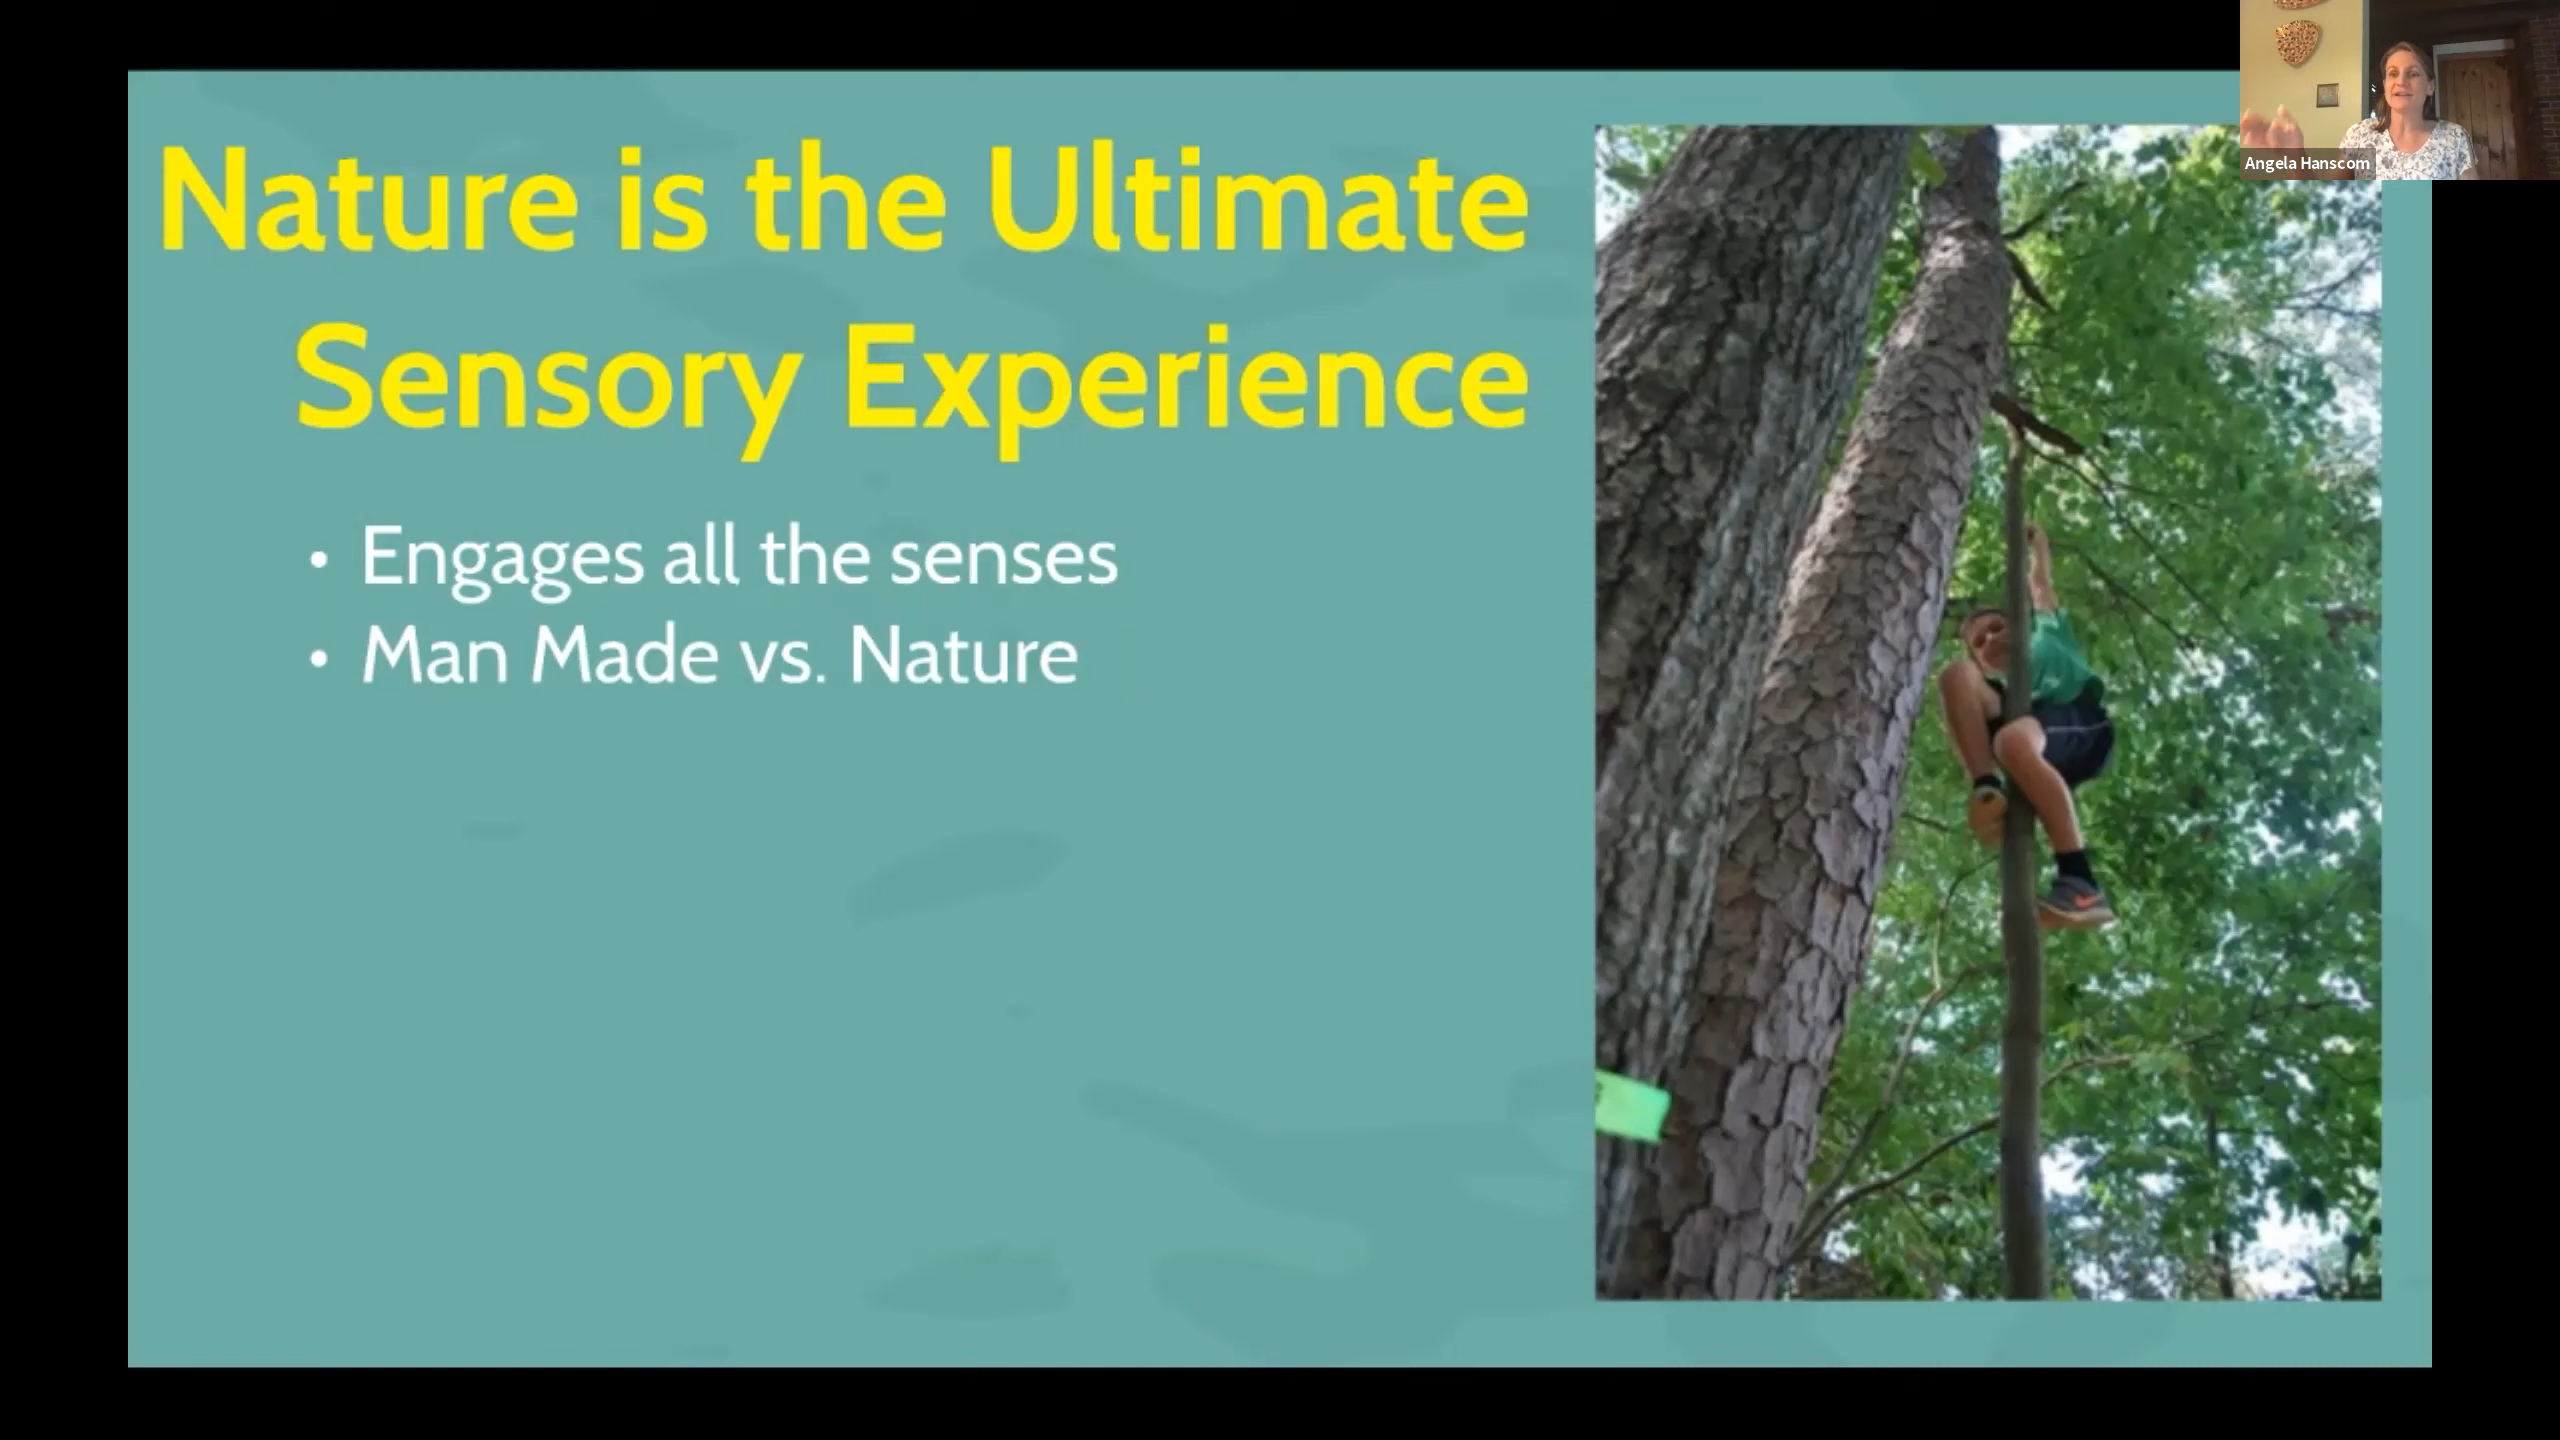 Nature is the Ultimate
Sensory Experience
• Engages all the senses
• Man Made vs. Nature
Angela Hanscom